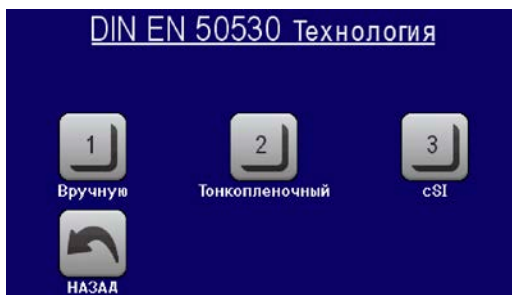 DIN EN 50530 Технология
1 2 3
Вручную Тонкопленочный cSI
НАЗАД